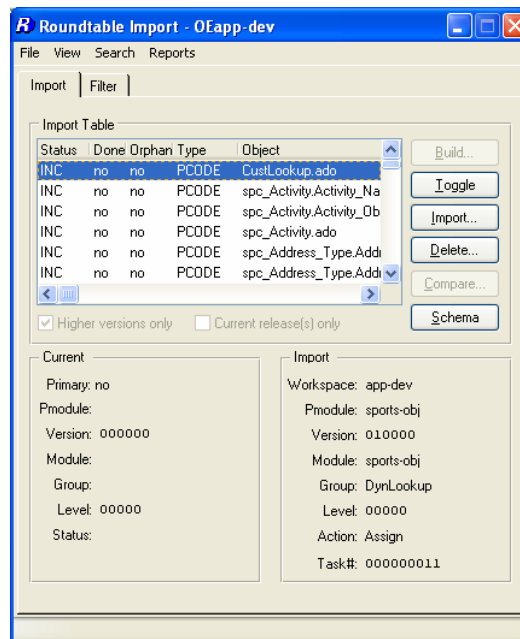 Roundtable Import - OEapp-dev
File View Search Reports
Import Filter
Import Table
Status Done Orphan Type Object
INC no no PCODE CustLookup.ado
INC no no PCODE spc_Activity.Activity_Na
INC no no PCODE spc_Activity.Activity_Ob
INC no no PCODE spc_Activity.ado
INC no no PCODE spc_Address_Type.Addr
INC no no PCODE spc_Address_Type.Addr
Build...
Toggle
Import...
Delete...
Compare...
Schema
Higher versions only Current release(s) only
Current
Primary: no
Pmodule:
Version: 000000
Module:
Group:
Level: 00000
Status:
Import
Workspace: app-dev
Pmodule: sports-obj
Version: 010000
Module: sports-obj
Group: DynLookup
Level: 00000
Action: Assign
Task#: 000000011